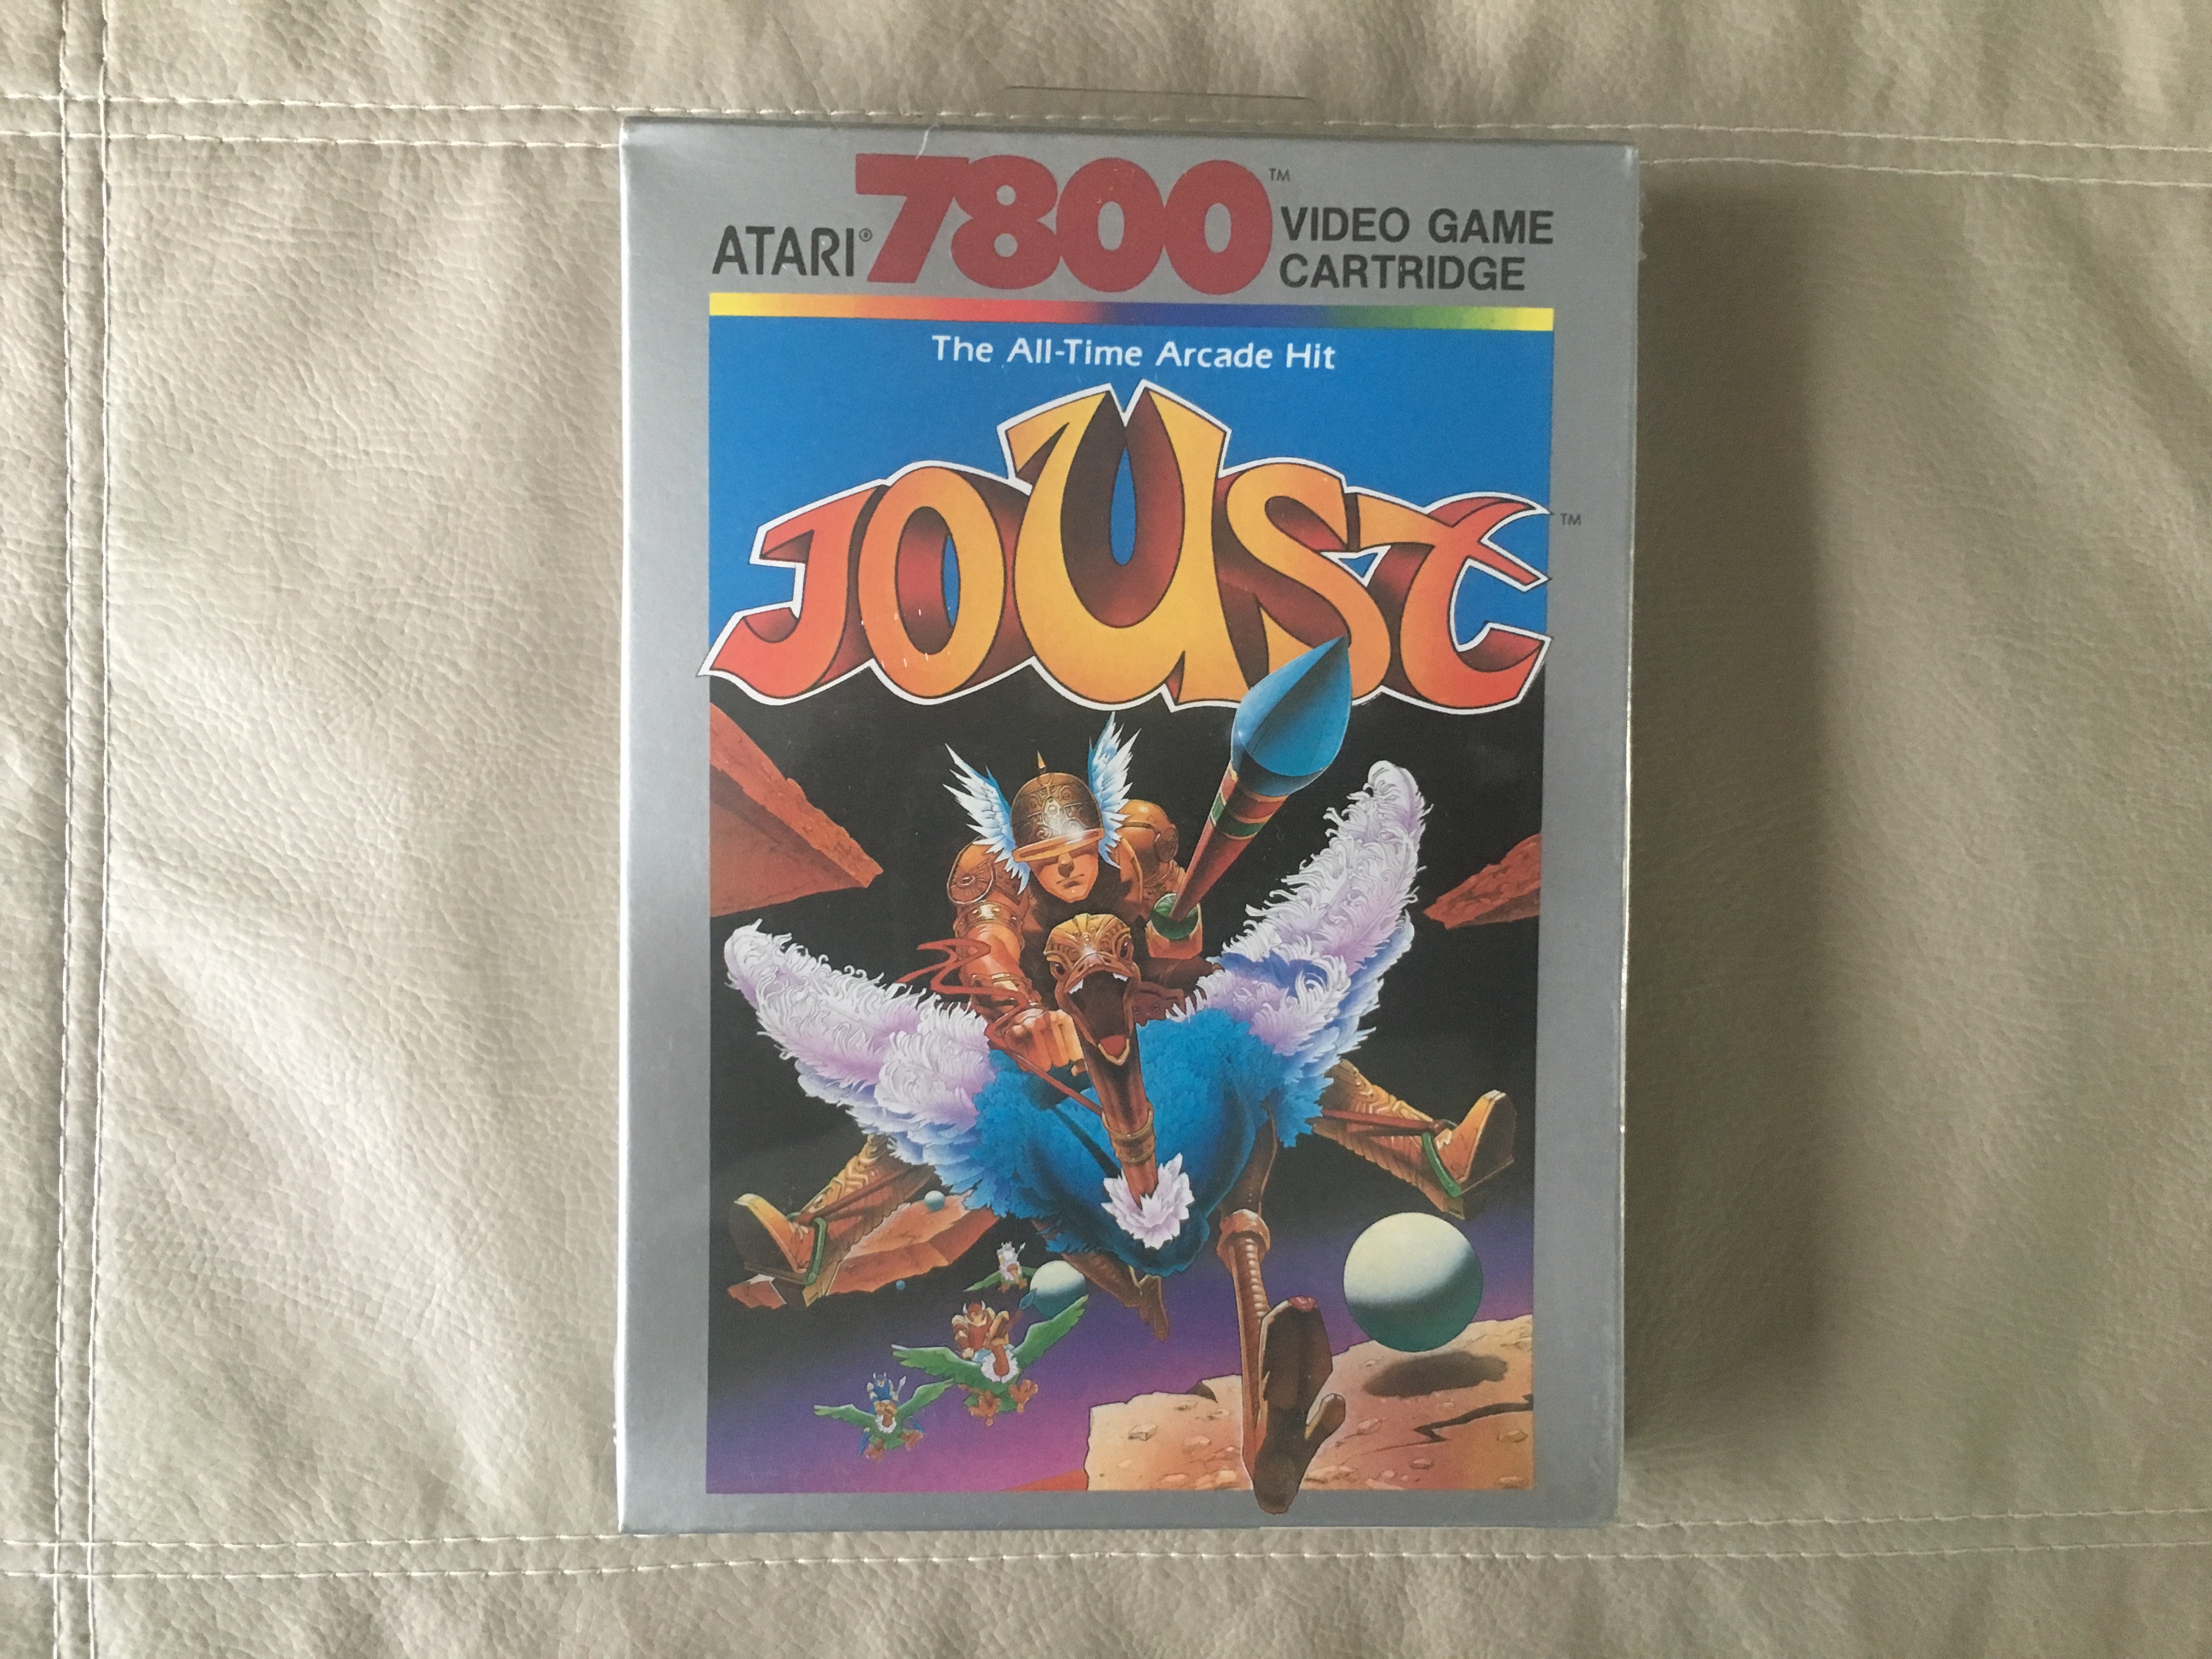 ATARI® 7800™ VIDEO GAME
CARTRIDGE
The All-Time Arcade Hit
JOUST™